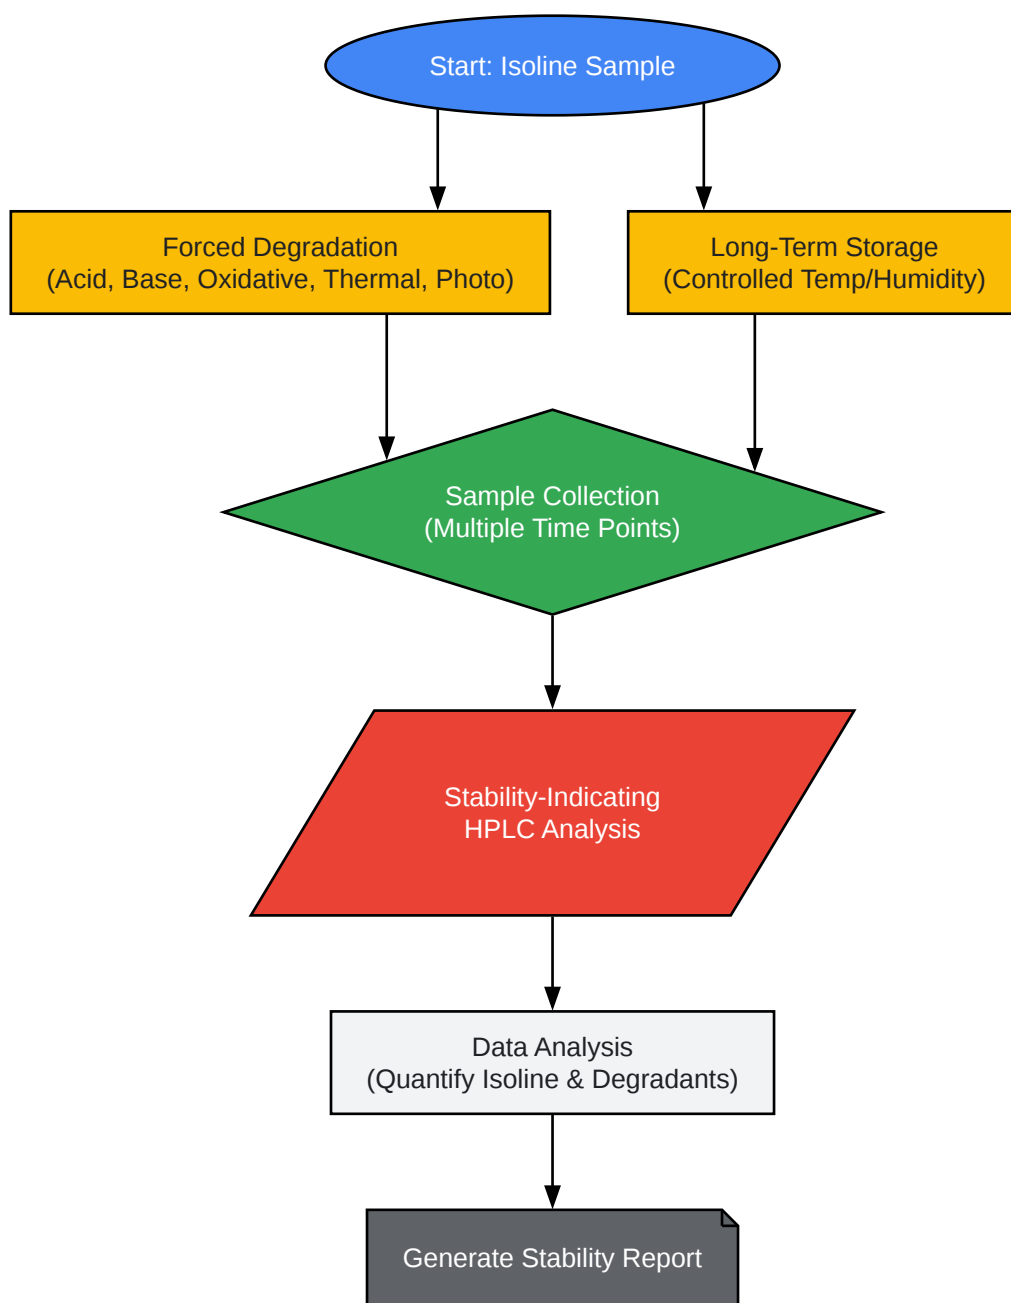 Start: Isoline Sample
Forced Degradation
(Acid, Base, Oxidative, Thermal, Photo)
Long-Term Storage
(Controlled Temp/Humidity)
Sample Collection
(Multiple Time Points)
Stability-Indicating
HPLC Analysis
Data Analysis
(Quantify Isoline & Degradants)
Generate Stability Report